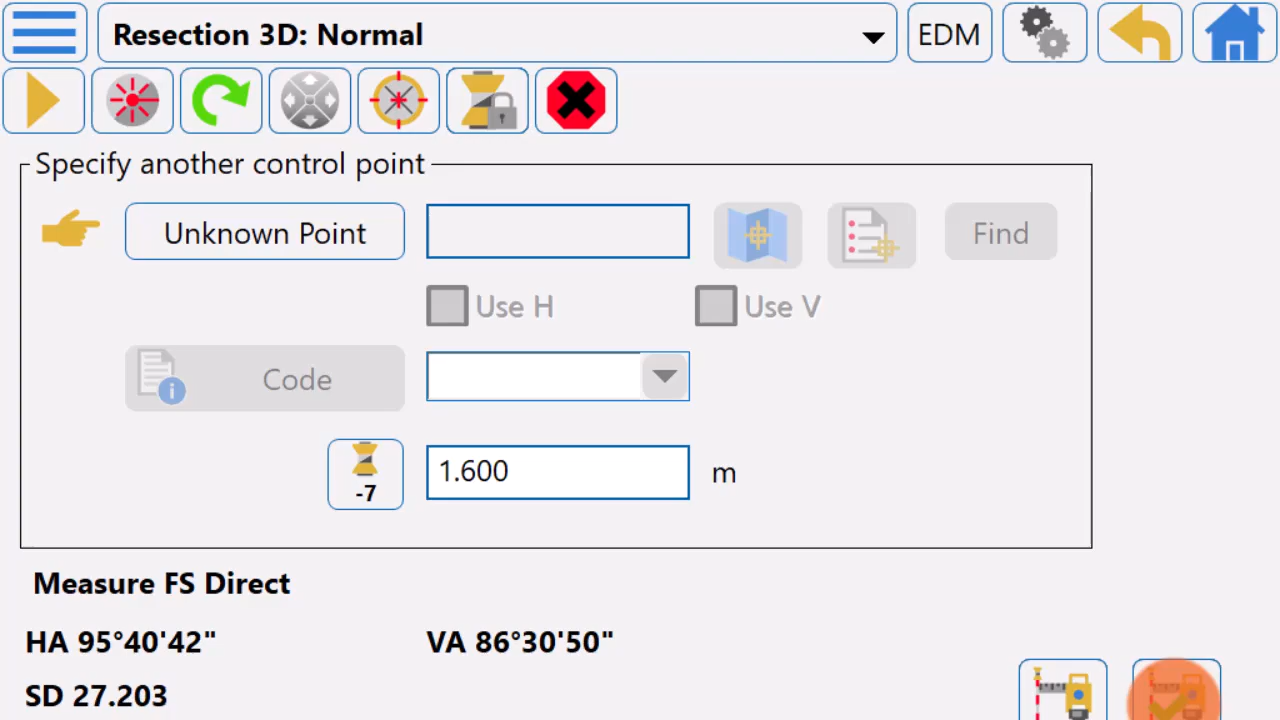 Resection 3D: Normal
EDM
Specify another control point
Unknown Point
Find
Use H
Use V
Code
-7
1.600
m
Measure FS Direct
HA 95°40'42"
VA 86°30'50"
SD 27.203